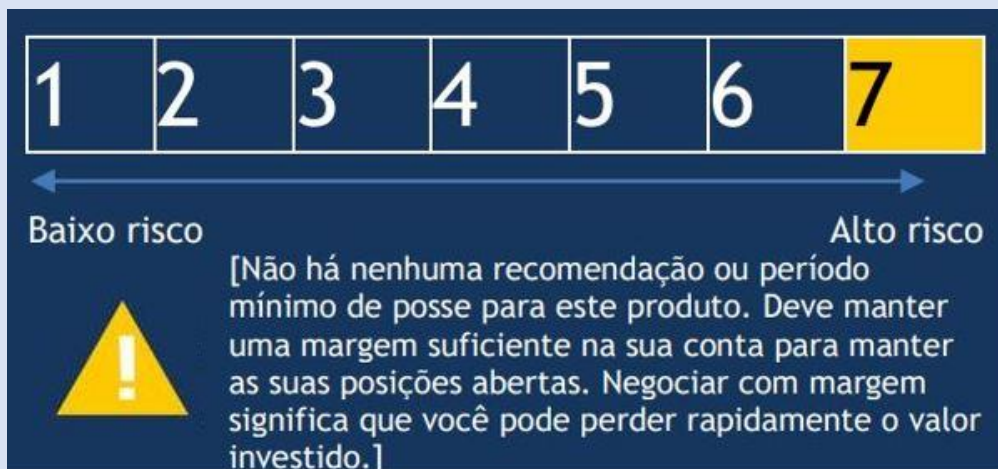 1 2 3 4 5 6 7
Baixo risco
Alto risco
[Não há nenhuma recomendação ou período
mínimo de posse para este produto. Deve manter
uma margem suficiente na sua conta para manter
as suas posições abertas. Negociar com margem
significa que você pode perder rapidamente o valor
investido.]
!